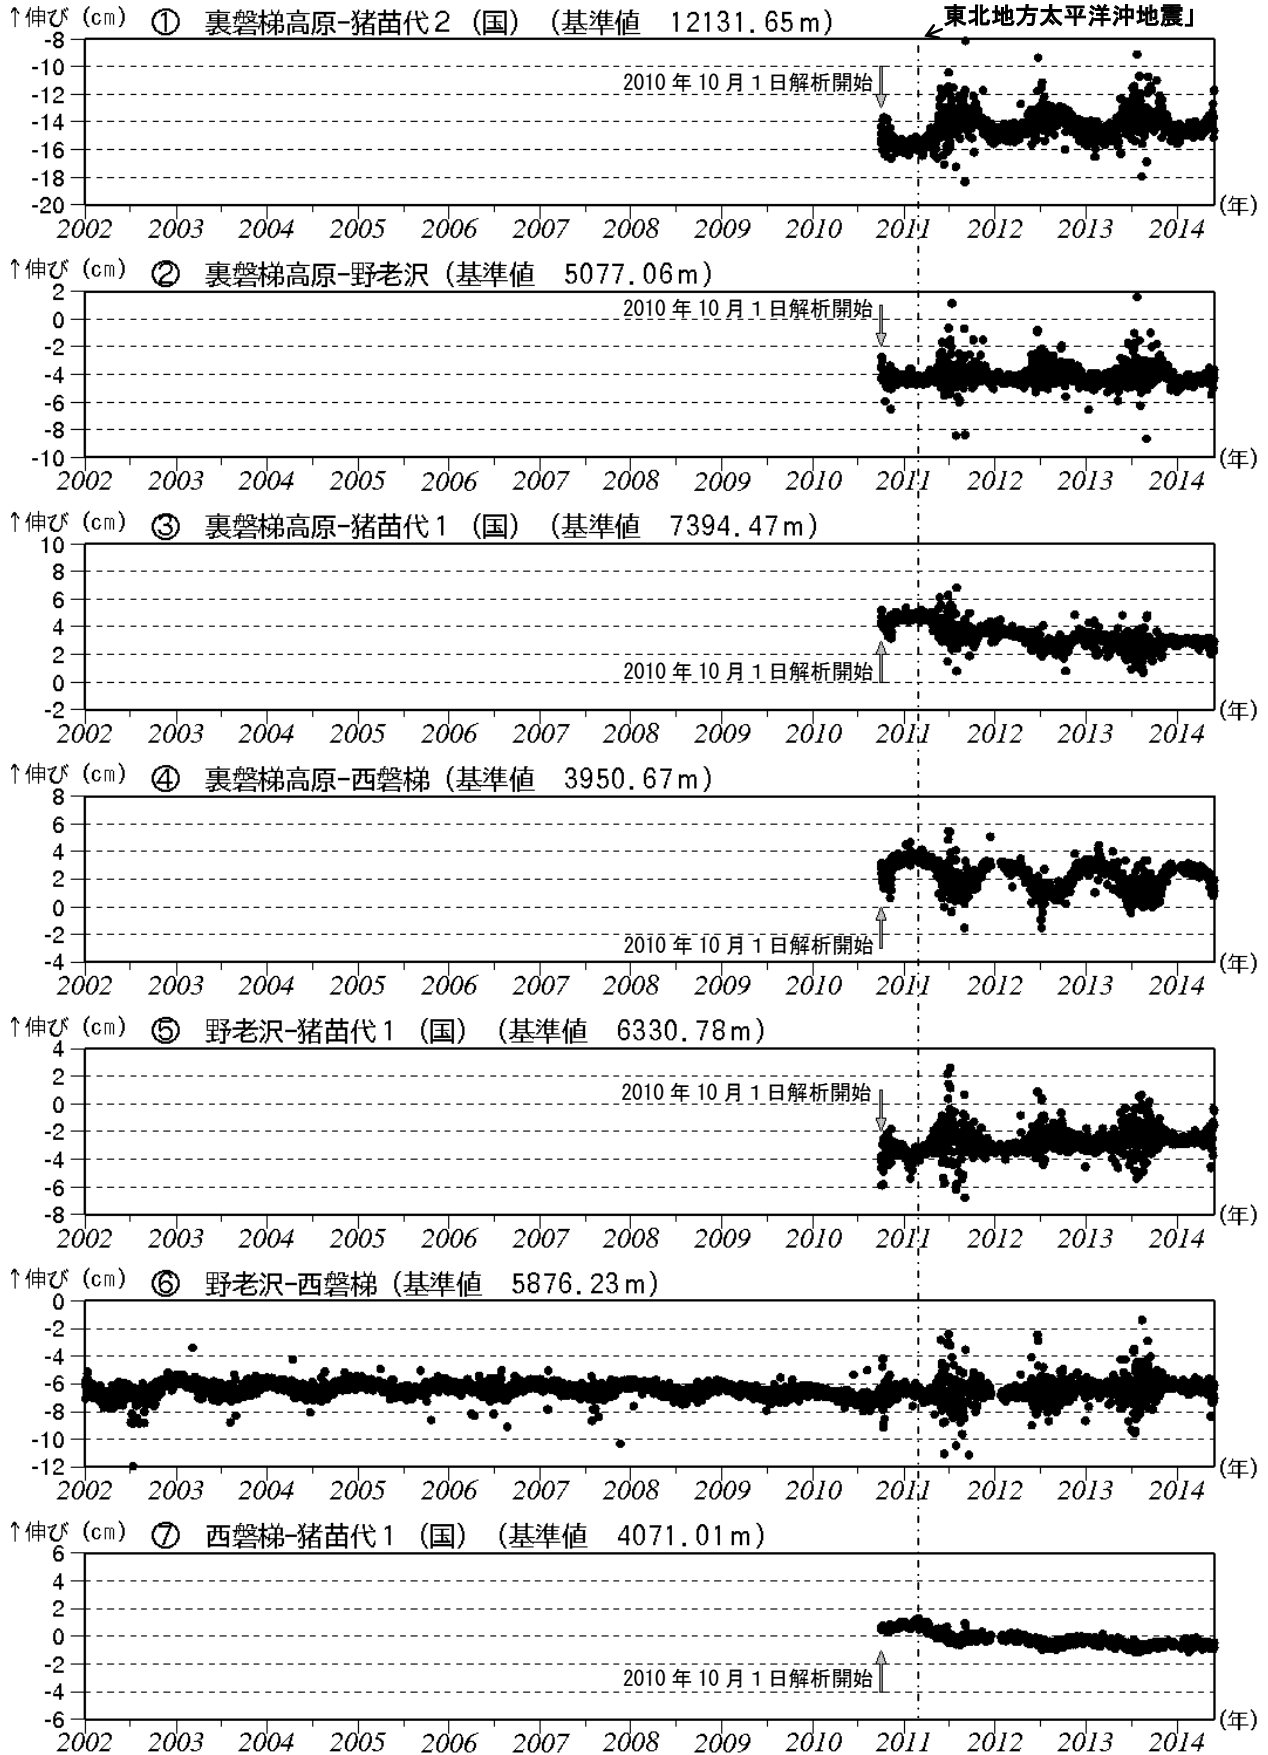 東北地方太平洋沖地震」
↑伸び (cm) ① 裏磐梯高原−猪苗代２ (国) (基準値 12131.65m)
-8
-10
2010年10月1日解析開始
-12
-14
-16
-18
-20
2002 2003 2004 2005 2006 2007 2008 2009 2010 2011 2012 2013 2014 (年)
↑伸び (cm) ② 裏磐梯高原−野老沢 (基準値 5077.06m)
2
2010年10月1日解析開始
0
-2
-4
-6
-8
-10
2002 2003 2004 2005 2006 2007 2008 2009 2010 2011 2012 2013 2014 (年)
↑伸び (cm) ③ 裏磐梯高原−猪苗代１ (国) (基準値 7394.47m)
10
8
6
4
2
2010年10月1日解析開始
0
-2
2002 2003 2004 2005 2006 2007 2008 2009 2010 2011 2012 2013 2014 (年)
↑伸び (cm) ④ 裏磐梯高原−西磐梯 (基準値 3950.67m)
8
6
4
2
0
-2
2010年10月1日解析開始
-4
2002 2003 2004 2005 2006 2007 2008 2009 2010 2011 2012 2013 2014 (年)
↑伸び (cm) ⑤ 野老沢−猪苗代１ (国) (基準値 6330.78m)
4
2
2010年10月1日解析開始
0
-2
-4
-6
-8
2002 2003 2004 2005 2006 2007 2008 2009 2010 2011 2012 2013 2014 (年)
↑伸び (cm) ⑥ 野老沢−西磐梯 (基準値 5876.23m)
0
-2
-4
-6
-8
-10
-12
2002 2003 2004 2005 2006 2007 2008 2009 2010 2011 2012 2013 2014 (年)
↑伸び (cm) ⑦ 西磐梯−猪苗代１ (国) (基準値 4071.01m)
6
4
2
0
-2
2010年10月1日解析開始
-4
-6
2002 2003 2004 2005 2006 2007 2008 2009 2010 2011 2012 2013 2014 (年)